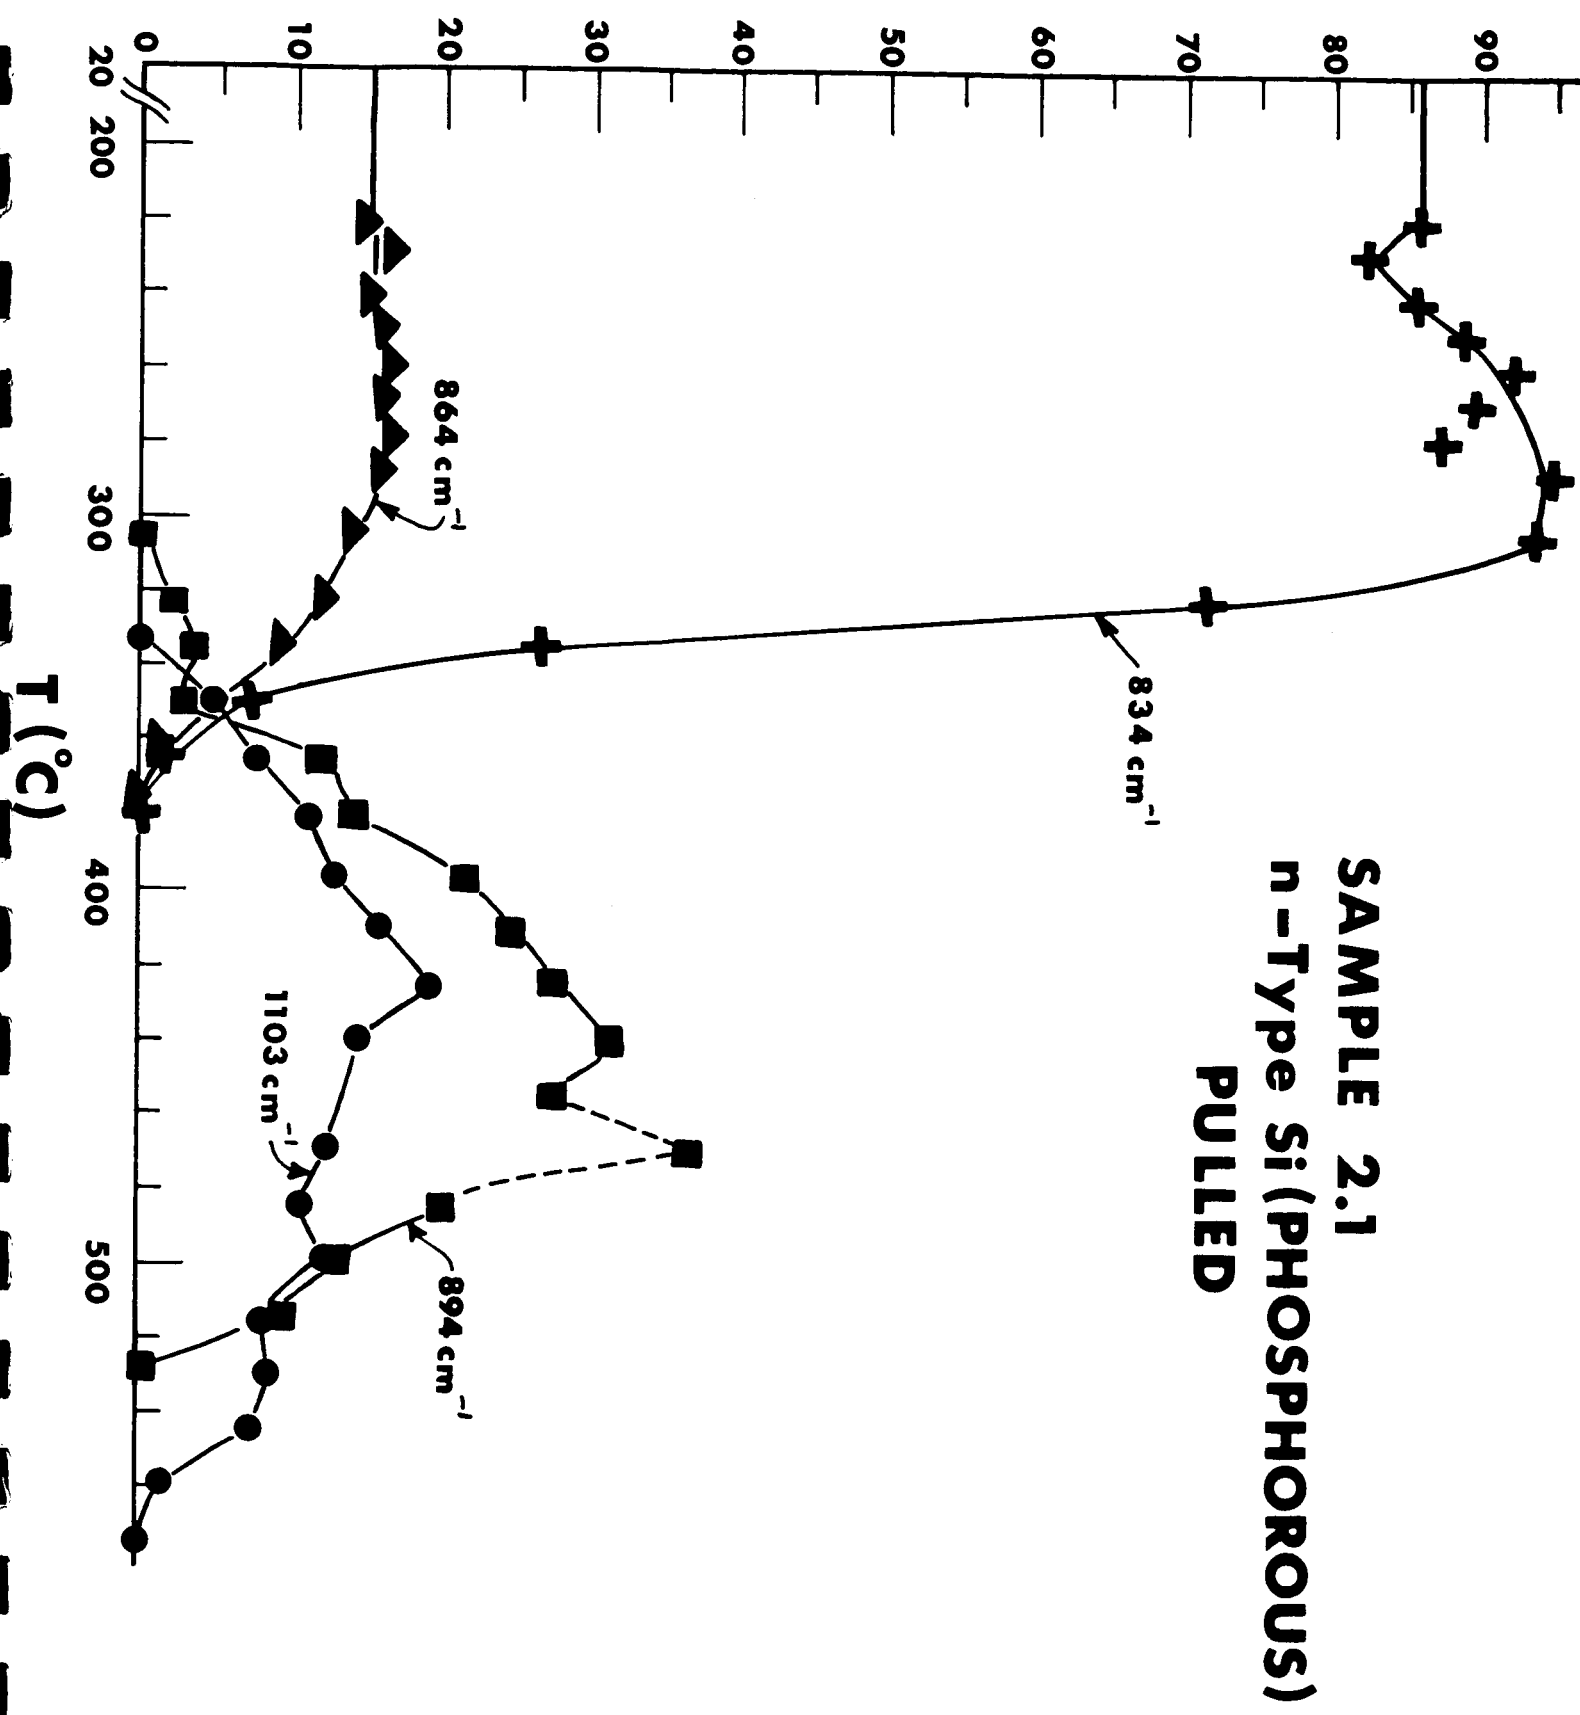 SAMPLE 2.1
n-Type Si (PHOSPHOROUS)
PULLED
90
80
70
60
50
40
30
20
10
0
834 cm⁻¹
864 cm⁻¹
894 cm⁻¹
1103 cm⁻¹
20 200 300 400 500
T (°C)